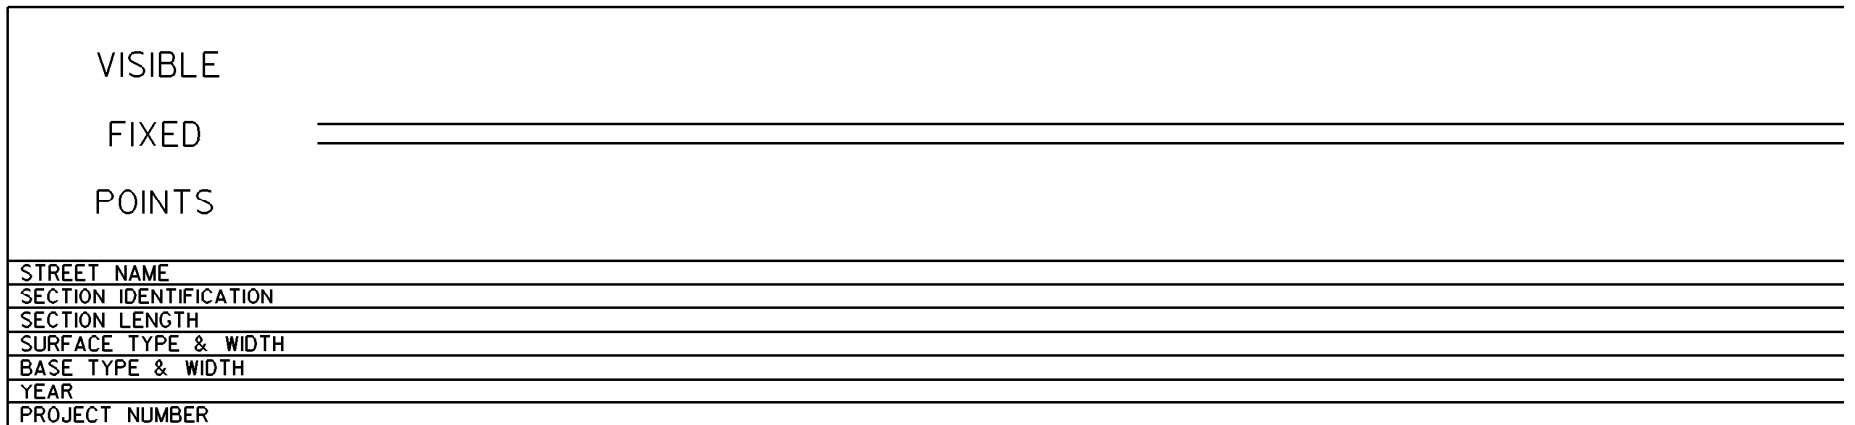 VISIBLE
FIXED
POINTS
STREET NAME
SECTION IDENTIFICATION
SECTION LENGTH
SURFACE TYPE & WIDTH
BASE TYPE & WIDTH
YEAR
PROJECT NUMBER